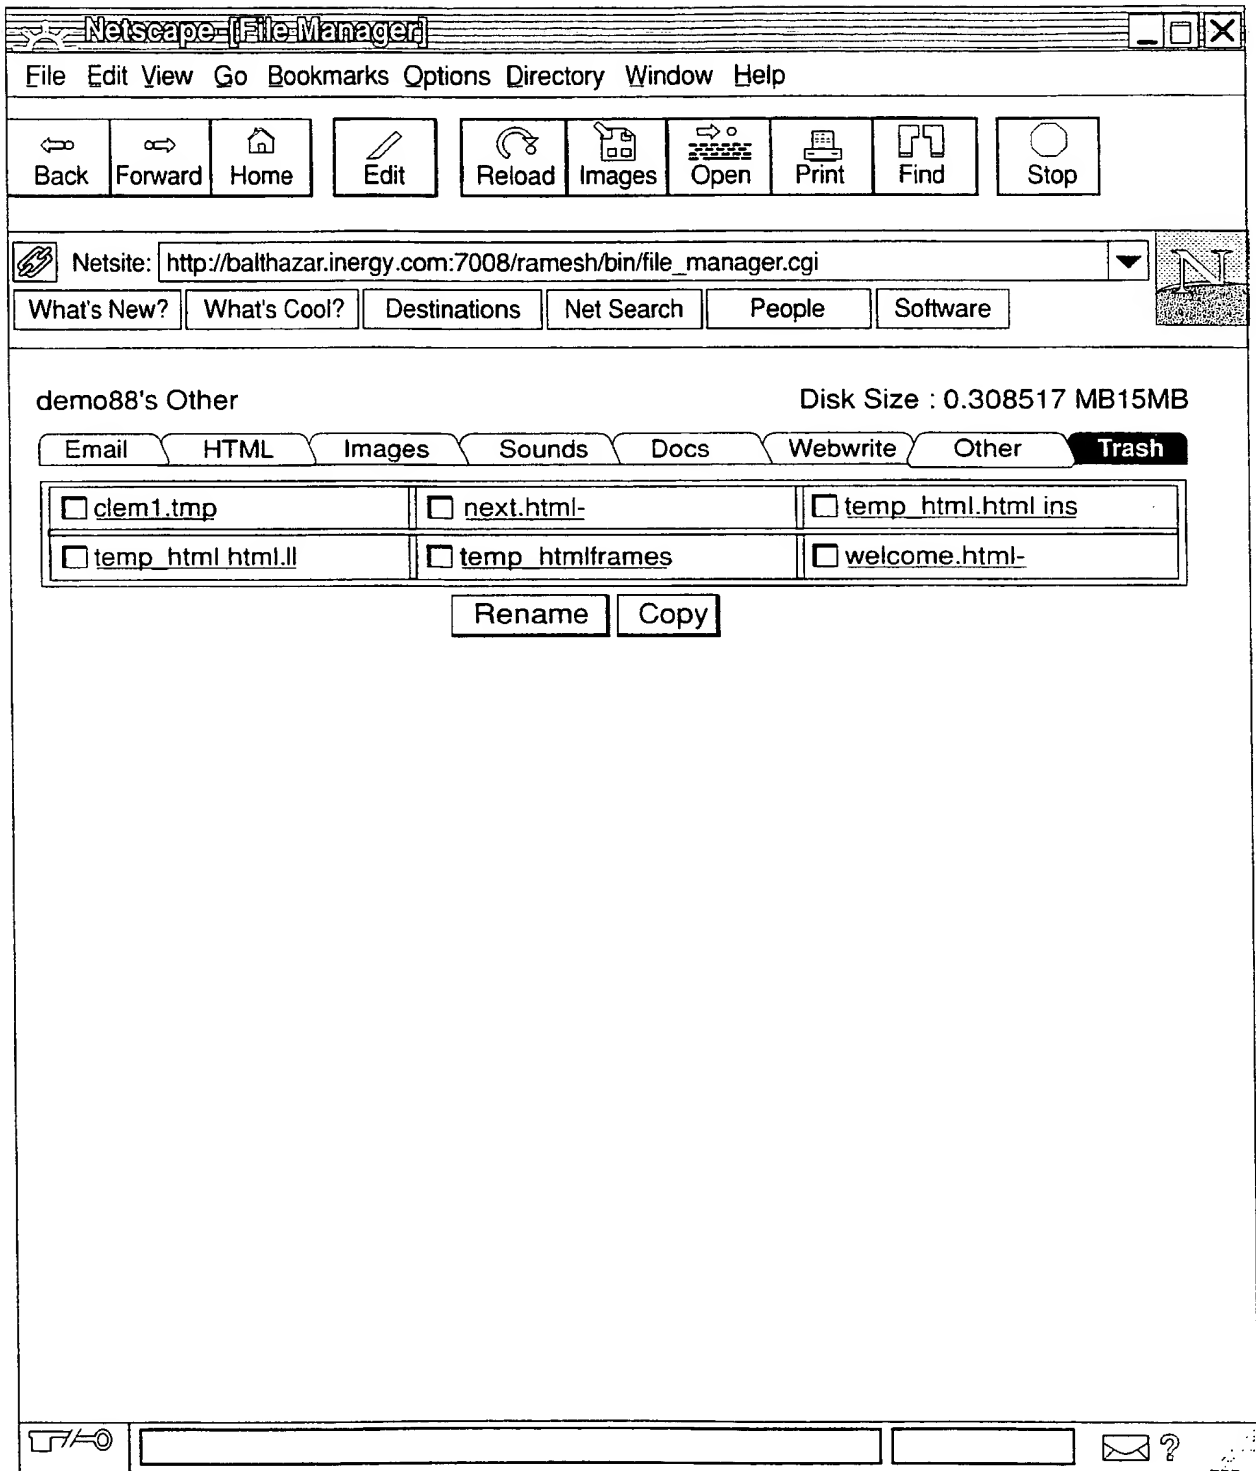 Netscape-[File Manager]
File Edit View Go Bookmarks Options Directory Window Help
Back Forward Home Edit Reload Images Open Print Find Stop
Netsite: http://balthazar.inergy.com:7008/ramesh/bin/file_manager.cgi
N
What's New? What's Cool? Destinations Net Search People Software
demo88's Other Disk Size : 0.308517 MB15MB
Email HTML Images Sounds Docs Webwrite Other Trash
clem1.tmp next.html- temp_html.html ins
temp_html html.ll temp_htmlframes welcome.html-
Rename Copy
?